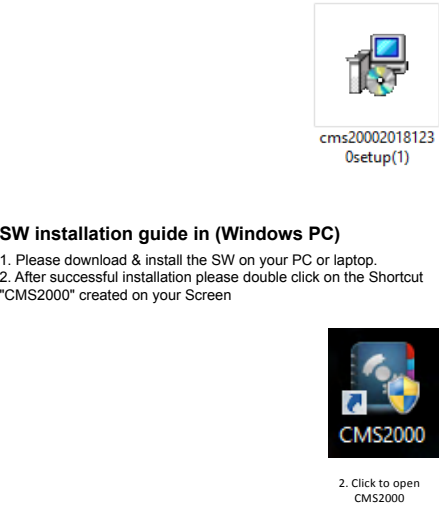 cms20002018123
0setup(1)
SW installation guide in (Windows PC)
1. Please download & install the SW on your PC or laptop.
2. After successful installation please double click on the Shortcut
"CMS2000" created on your Screen
CMS2000
2. Click to open
CMS2000